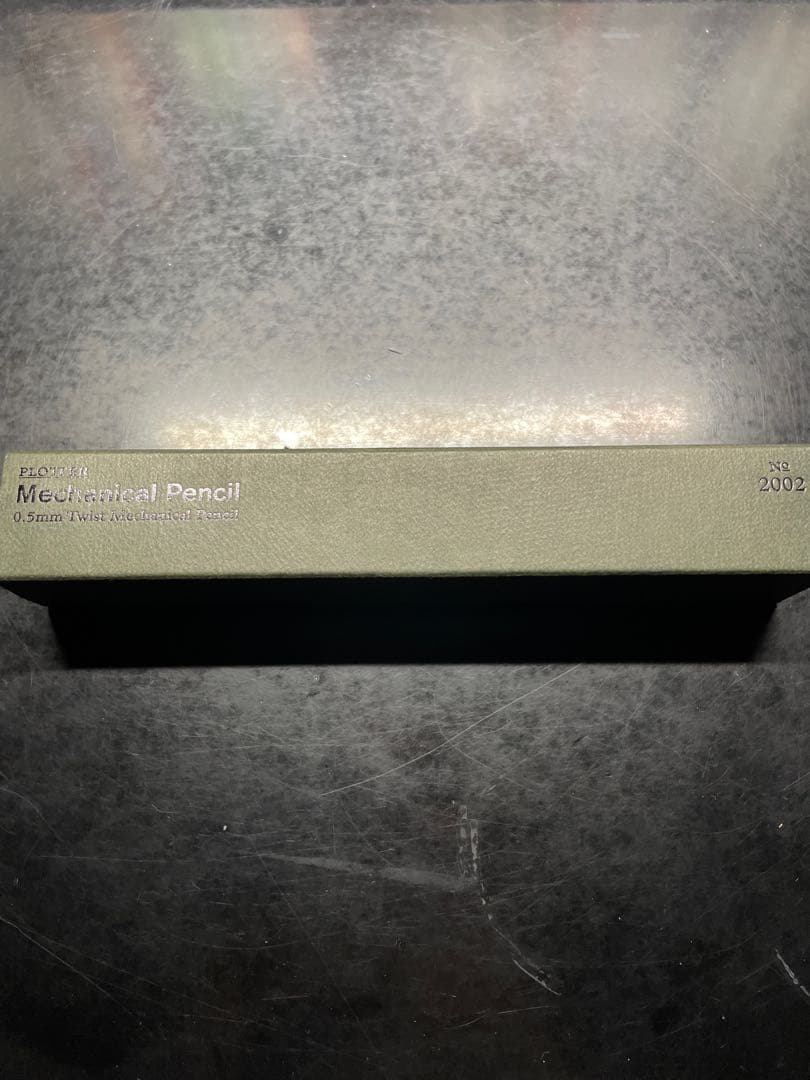 PLOTTER
Mechanical Pencil
0.5mm Twist Mechanical Pencil
№
2002